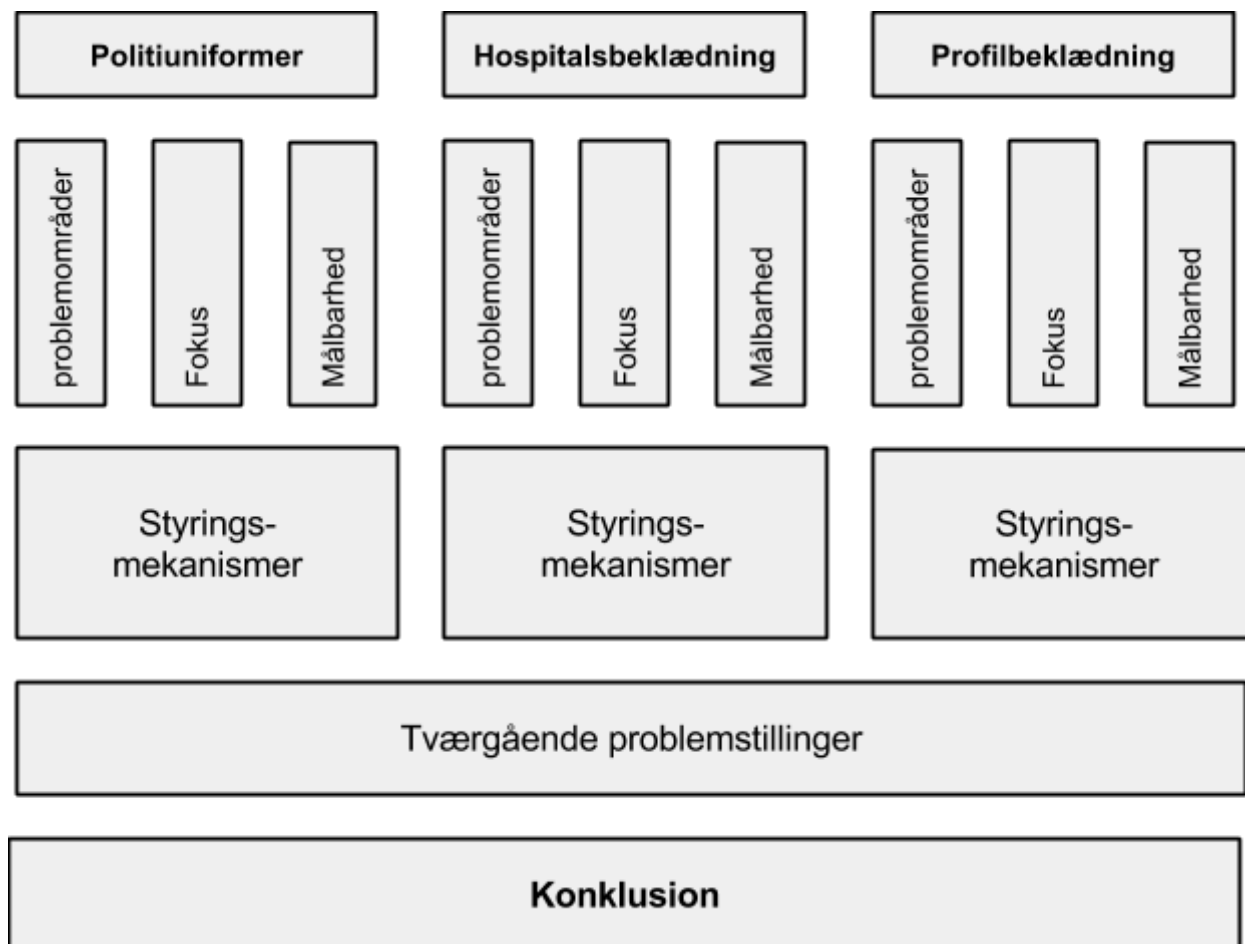 Politiuniformer
Hospitalsbeklædning
Profilbeklædning
problemområder
Fokus
Målbarhed
problemområder
Fokus
Målbarhed
problemområder
Fokus
Målbarhed
Styrings-
mekanismer
Styrings-
mekanismer
Styrings-
mekanismer
Tværgående problemstillinger
Konklusion